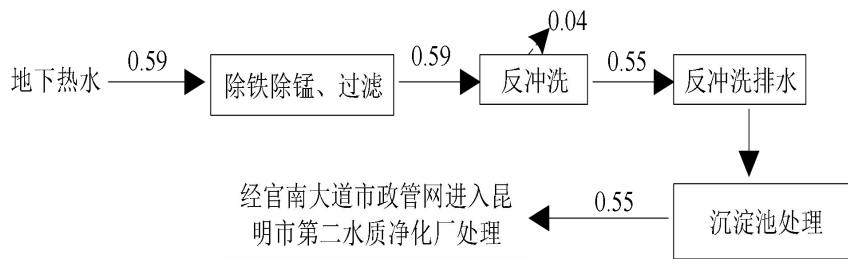 0.04
地下热水
0.59
除铁除锰、过滤
0.59
反冲洗
0.55
反冲洗排水
经官南大道市政管网进入昆
明市第二水质净化厂处理
0.55
沉淀池处理